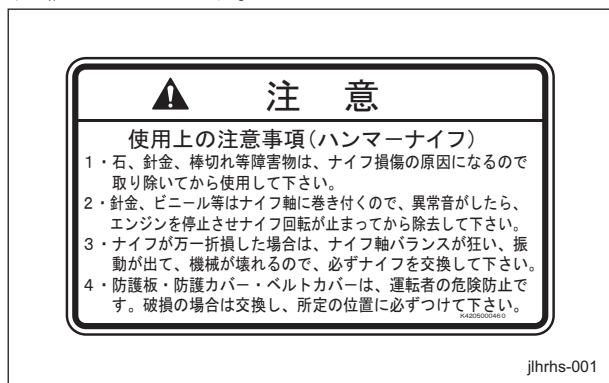 注 意
使用上の注意事項(ハンマーナイフ)
1・石、針金、棒切れ等障害物は、ナイフ損傷の原因になるので
取り除いてから使用して下さい。
2・針金、ビニール等はナイフ軸に巻き付くので、異常音がしたら、
エンジンを停止させナイフ回転が止まってから除去して下さい。
3・ナイフが万一折損した場合は、ナイフ軸バランスが狂い、振
動が出て、機械が壊れるので、必ずナイフを交換して下さい。
4・防護板・防護カバー・ベルトカバーは、運転者の危険防止で
す。破損の場合は交換し、所定の位置に必ずつけて下さい。
K4205000460
jlhrhs-001